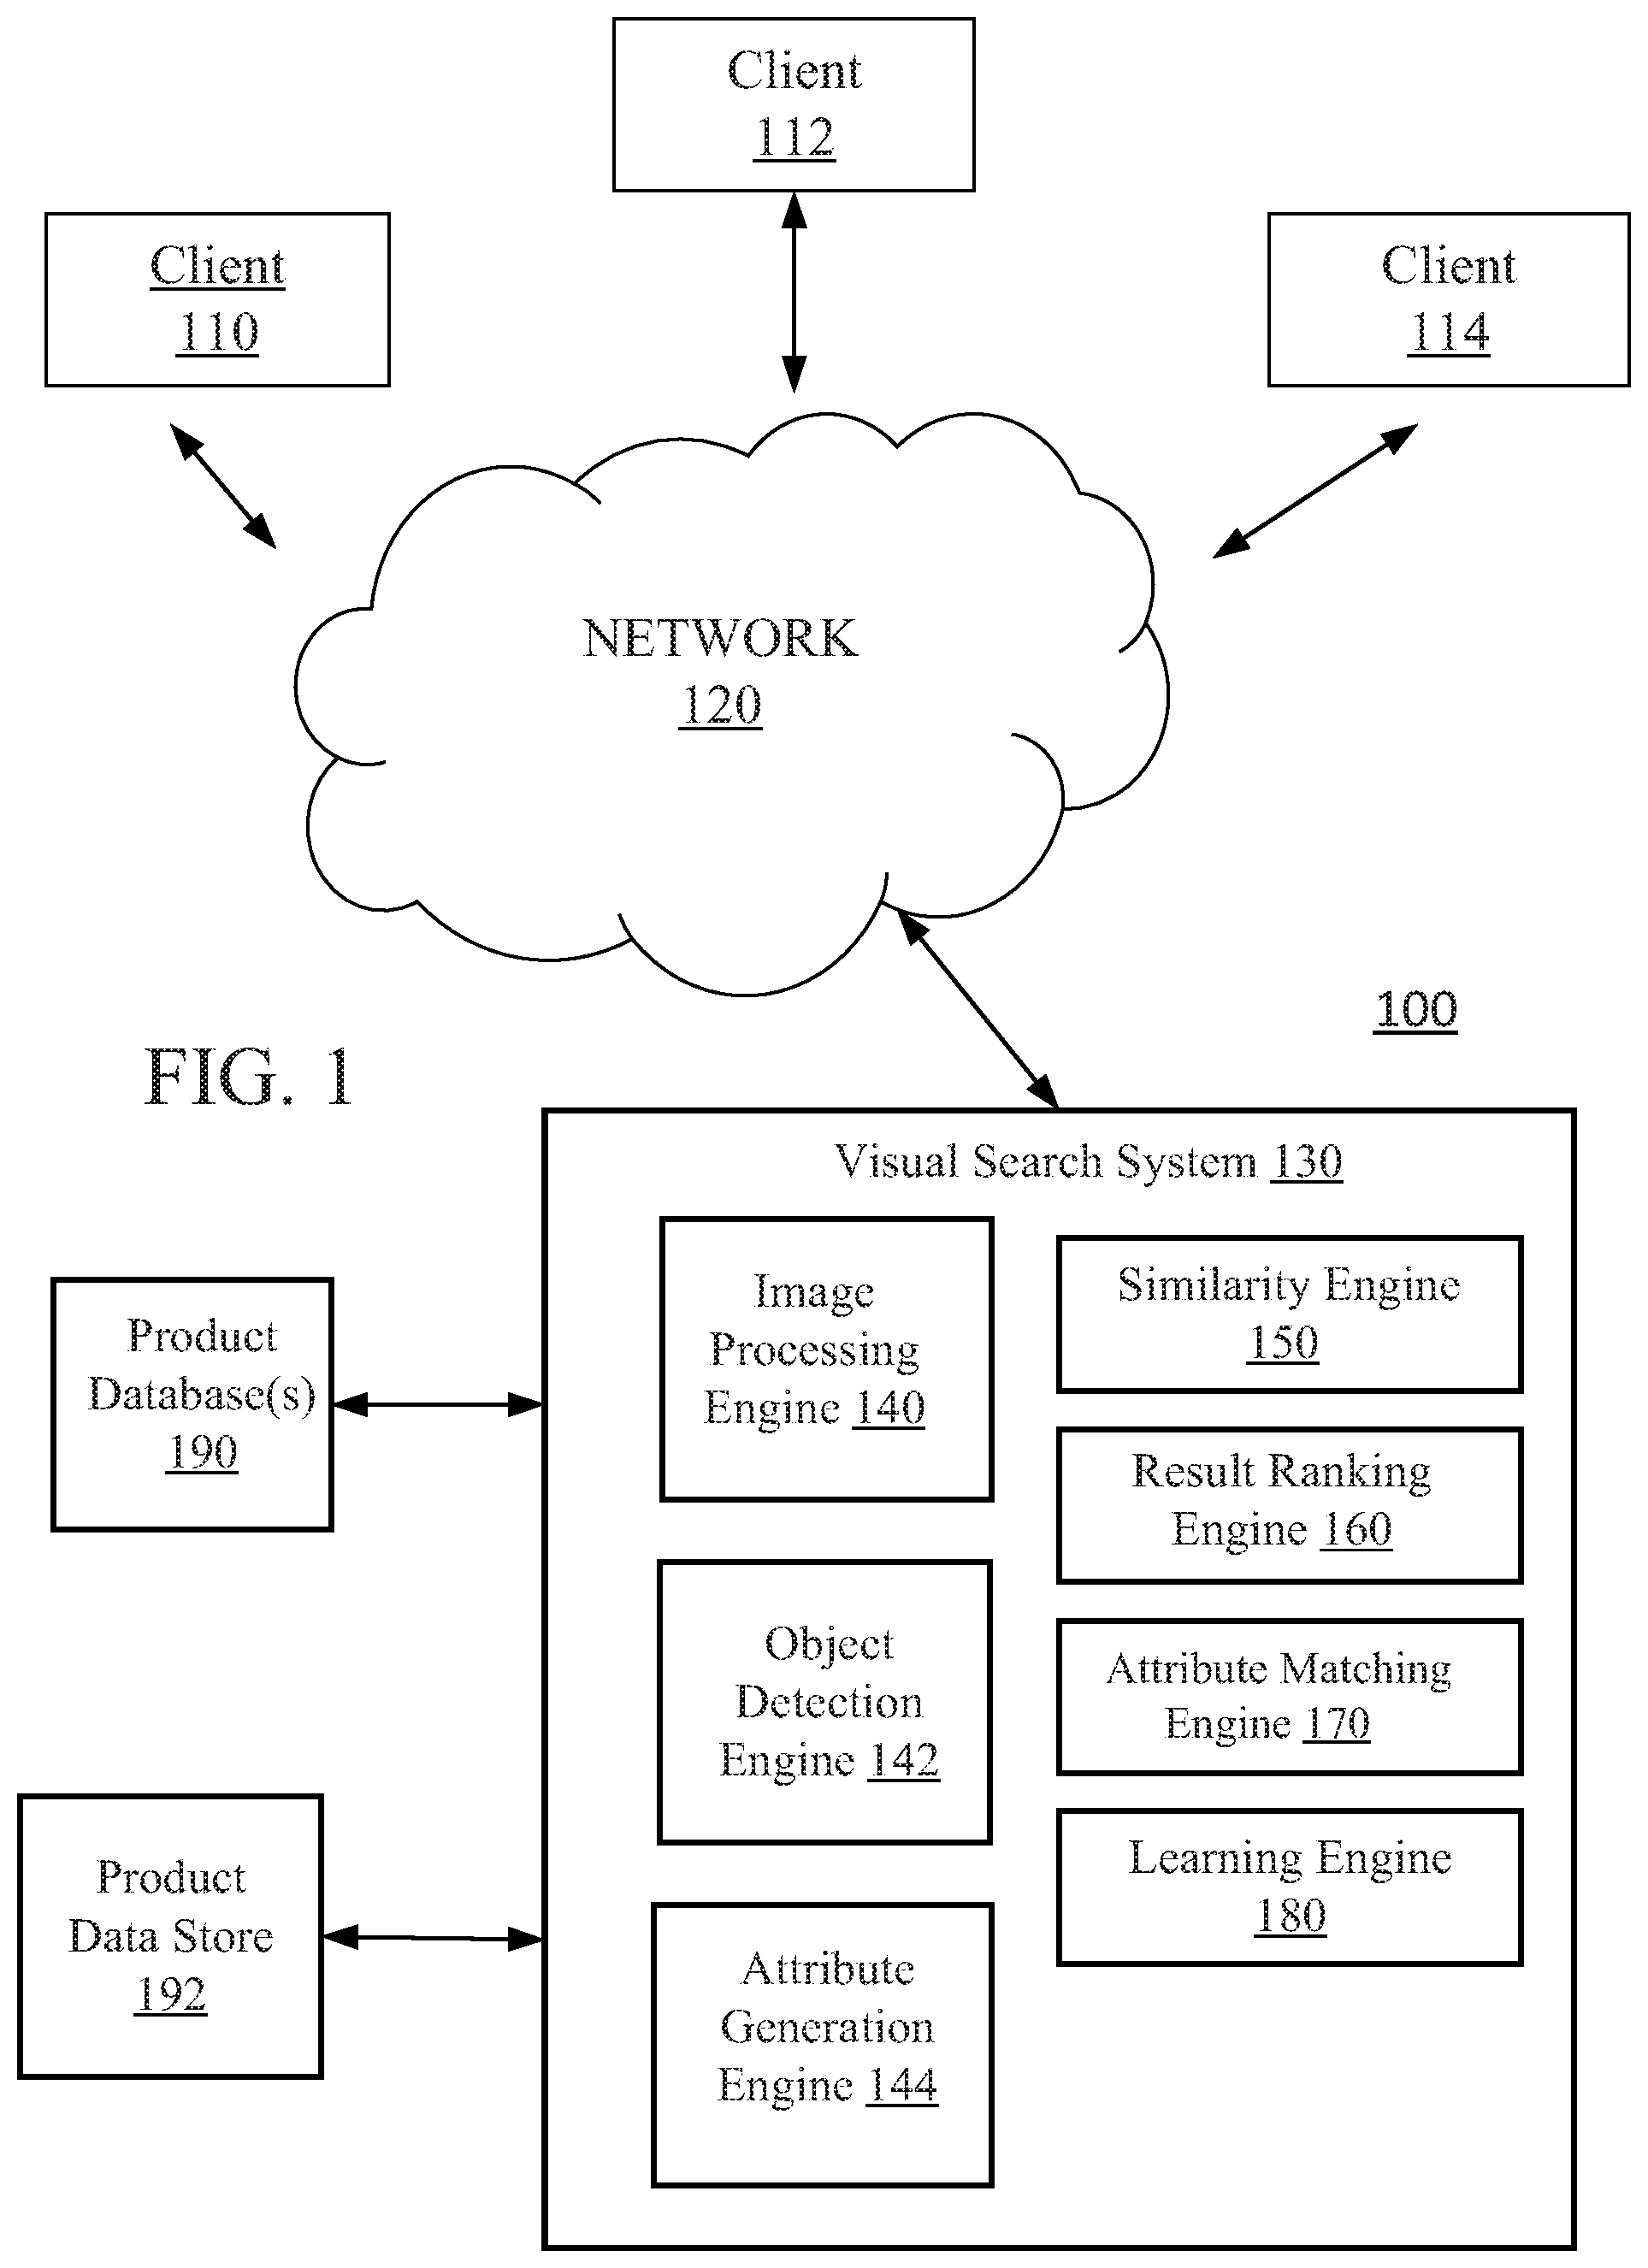 Client
112
Client
110
Client
114
NETWORK
120
100
FIG. 1
Visual Search System 130
Image
Processing
Engine 140
Similarity Engine
150
Product
Database(s)
190
Result Ranking
Engine 160
Object
Detection
Engine 142
Attribute Matching
Engine 170
Learning Engine
180
Product
Data Store
192
Attribute
Generation
Engine 144